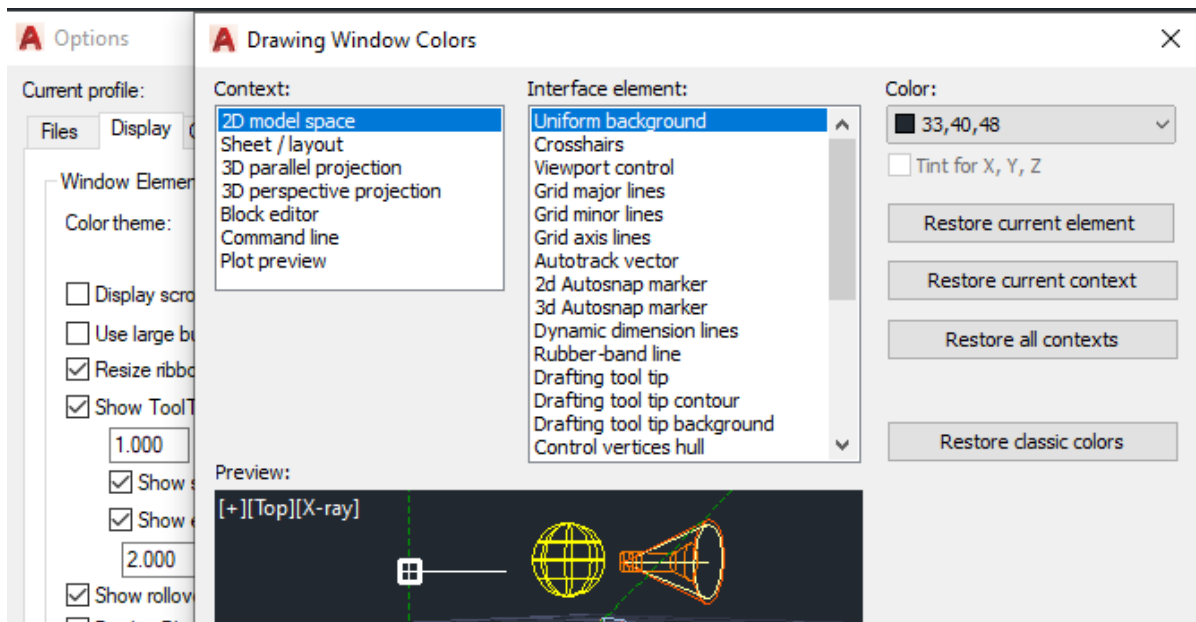 Options
Drawing Window Colors
Current profile:
Files
Display
Window Elemen
Color theme:
Display scro
Use large bu
Resize ribbo
Show ToolT
1.000
Show s
Show e
2.000
Show rollov
Context:
2D model space
Sheet / layout
3D parallel projection
3D perspective projection
Block editor
Command line
Plot preview
Interface element:
Uniform background
Crosshairs
Viewport control
Grid major lines
Grid minor lines
Grid axis lines
Autotrack vector
2d Autosnap marker
3d Autosnap marker
Dynamic dimension lines
Rubber-band line
Drafting tool tip
Drafting tool tip contour
Drafting tool tip background
Control vertices hull
Color:
33,40,48
Tint for X, Y, Z
Restore current element
Restore current context
Restore all contexts
Restore classic colors
Preview:
[+][Top][X-ray]